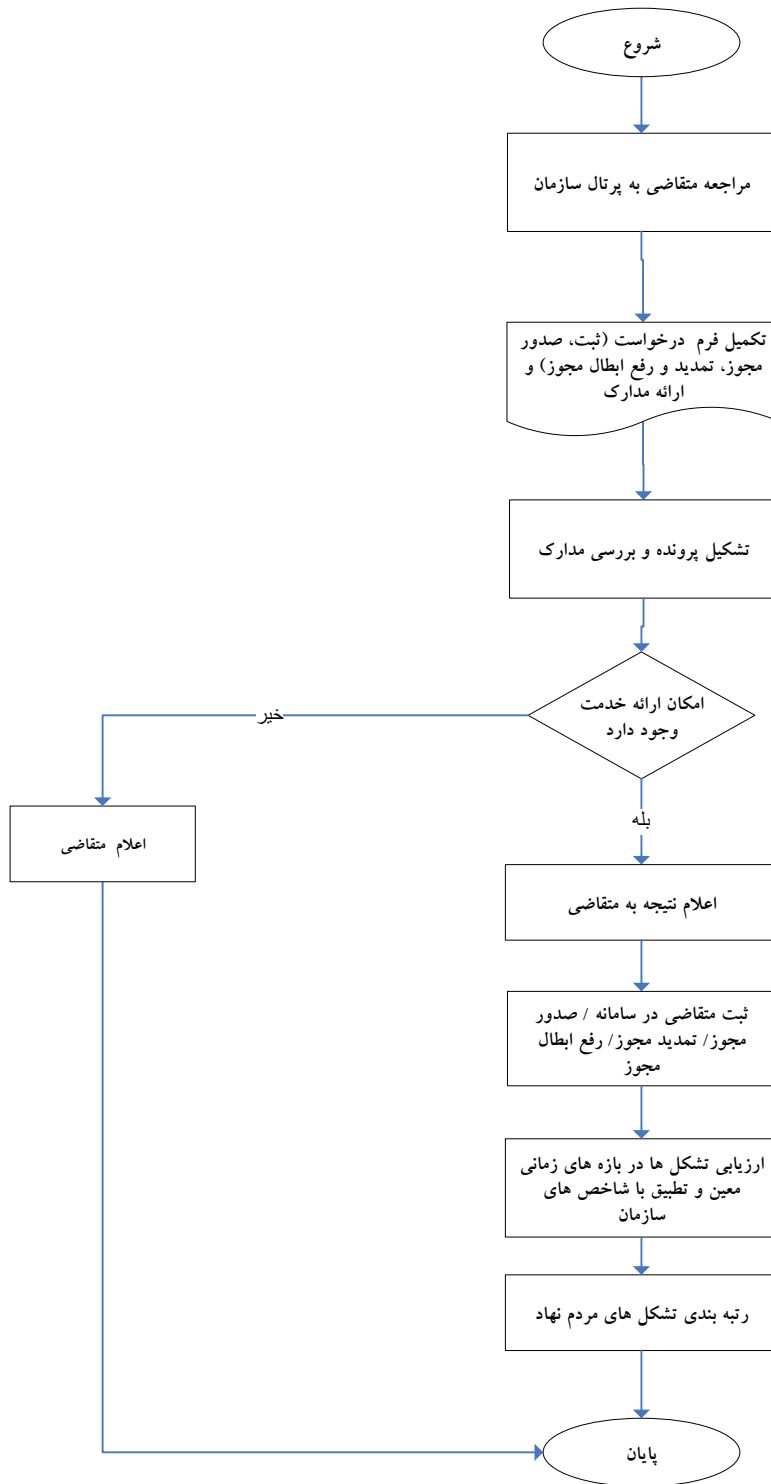 شروع
مراجعه متقاضی به پرتال سازمان
تکمیل فرم درخواست (ثبت، صدور
مجوز، تمدید و رفع ابطال مجوز) و
ارائه مدارک
تشکیل پرونده و بررسی مدارک
امکان ارائه خدمت
وجود دارد
خیر
بله
اعلام متقاضی
اعلام نتیجه به متقاضی
ثبت متقاضی در سامانه / صدور
مجوز/ تمدید مجوز/ رفع ابطال
مجوز
ارزیابی تشکل ها در بازه های زمانی
معین و تطبیق با شاخص های
سازمان
رتبه بندی تشکل های مردم نهاد
پایان